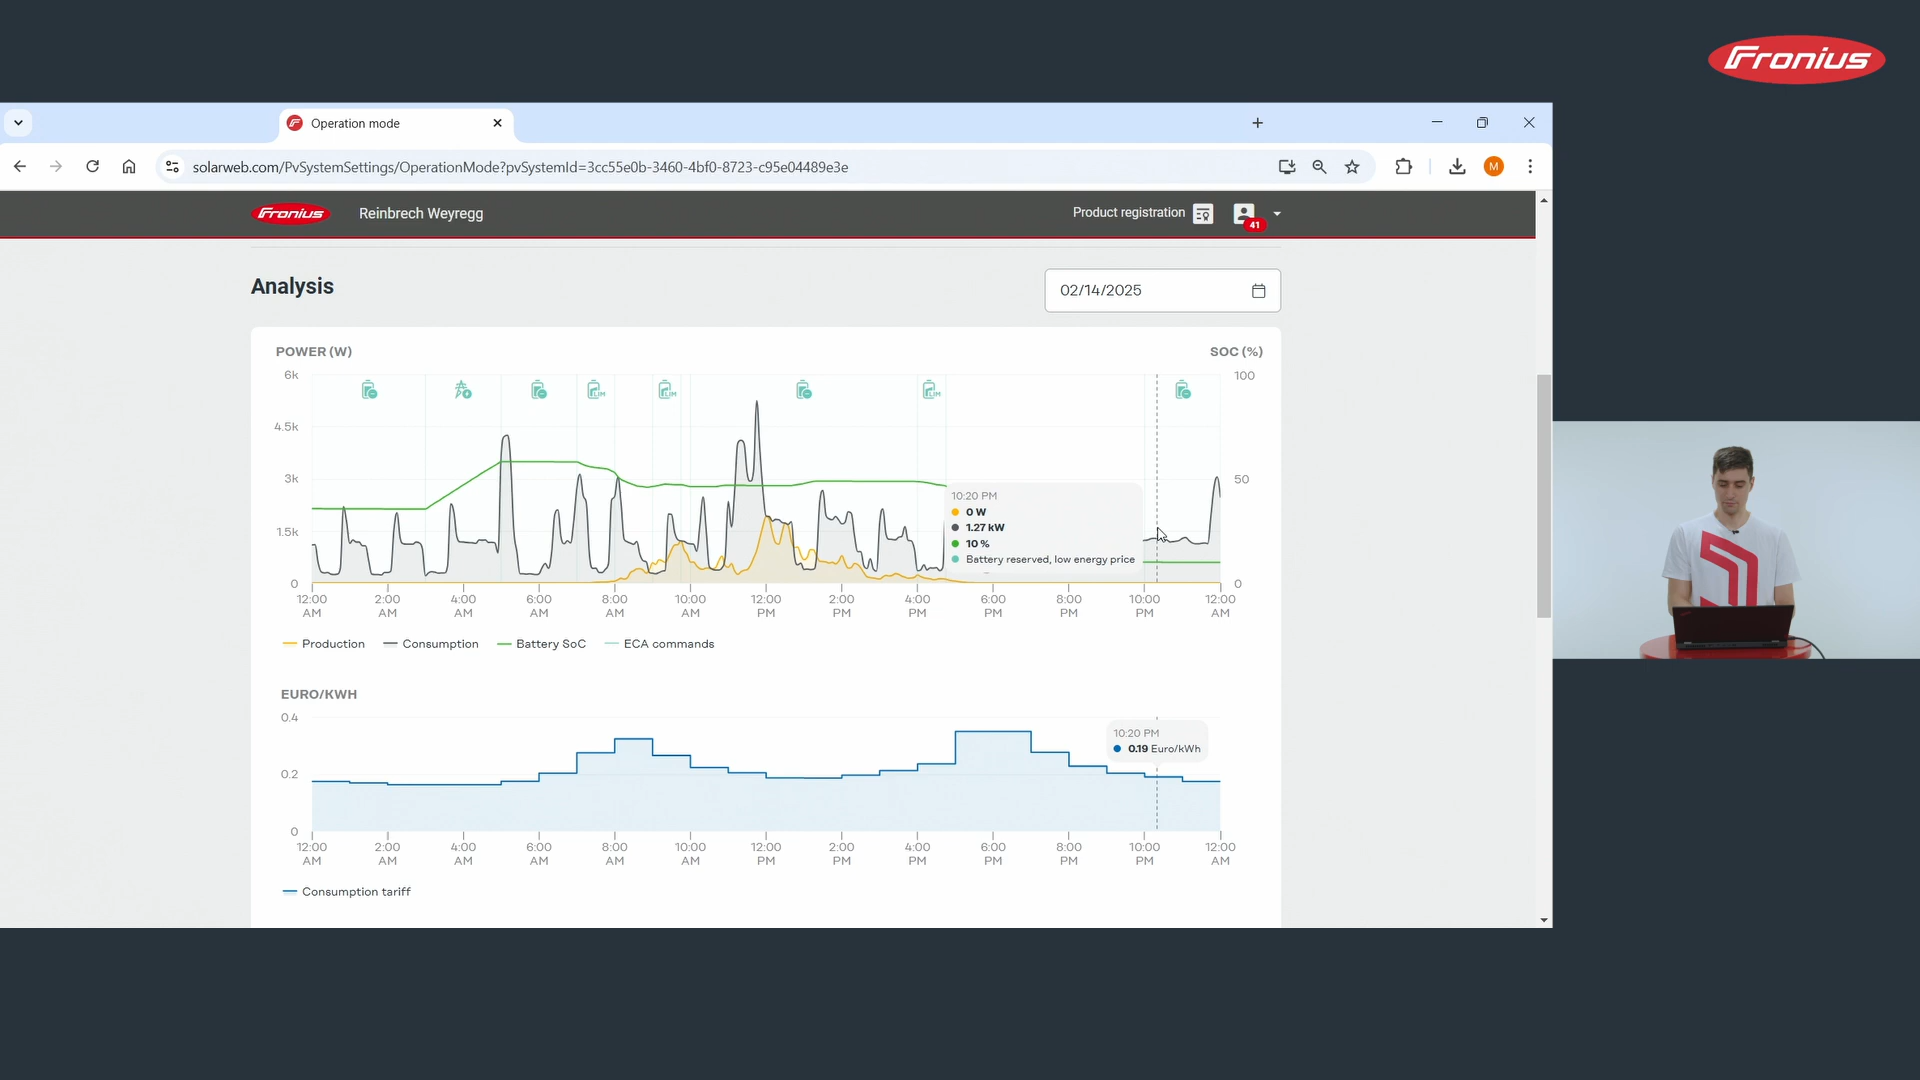 Fronius
Operation mode
solarweb.com/PvSystemSettings/OperationMode?pvSystemId=3cc55e0b-3460-4bf0-8723-c95e04489e3e
M
Fronius
Reinbrech Weyregg
Product registration
41
Analysis
02/14/2025
POWER (W)
SOC (%)
6k
4.5k
3k
1.5k
0
100
50
0
LIM
LIM
LIM
10:20 PM
0 W
1.27 kW
10 %
Battery reserved, low energy price
12:00 AM
2:00 AM
4:00 AM
6:00 AM
8:00 AM
10:00 AM
12:00 PM
2:00 PM
4:00 PM
6:00 PM
8:00 PM
10:00 PM
12:00 AM
Production
Consumption
Battery SoC
ECA commands
EURO/KWH
0.4
0.2
0
10:20 PM
0.19 Euro/kWh
12:00 AM
2:00 AM
4:00 AM
6:00 AM
8:00 AM
10:00 AM
12:00 PM
2:00 PM
4:00 PM
6:00 PM
8:00 PM
10:00 PM
12:00 AM
Consumption tariff